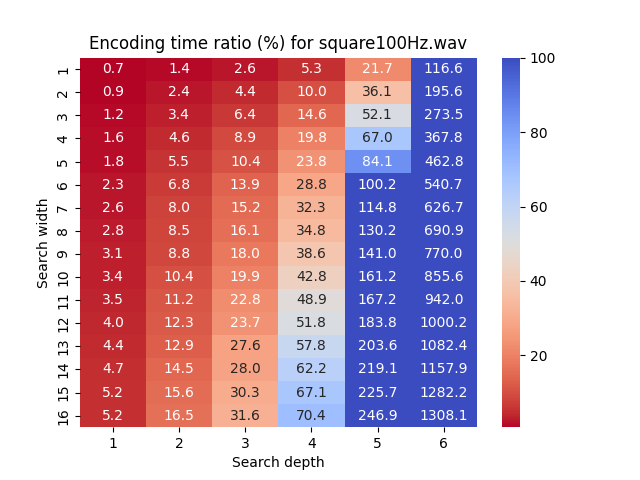 Encoding time ratio (%) for square100Hz.wav
1 0.7 1.4 2.6 5.3 21.7 116.6
2 0.9 2.4 4.4 10.0 36.1 195.6
3 1.2 3.4 6.4 14.6 52.1 273.5
4 1.6 4.6 8.9 19.8 67.0 367.8
5 1.8 5.5 10.4 23.8 84.1 462.8
6 2.3 6.8 13.9 28.8 100.2 540.7
7 2.6 8.0 15.2 32.3 114.8 626.7
8 2.8 8.5 16.1 34.8 130.2 690.9
9 3.1 8.8 18.0 38.6 141.0 770.0
10 3.4 10.4 19.9 42.8 161.2 855.6
11 3.5 11.2 22.8 48.9 167.2 942.0
12 4.0 12.3 23.7 51.8 183.8 1000.2
13 4.4 12.9 27.6 57.8 203.6 1082.4
14 4.7 14.5 28.0 62.2 219.1 1157.9
15 5.2 15.6 30.3 67.1 225.7 1282.2
16 5.2 16.5 31.6 70.4 246.9 1308.1
1 2 3 4 5 6
Search depth
Search width
100
80
60
40
20